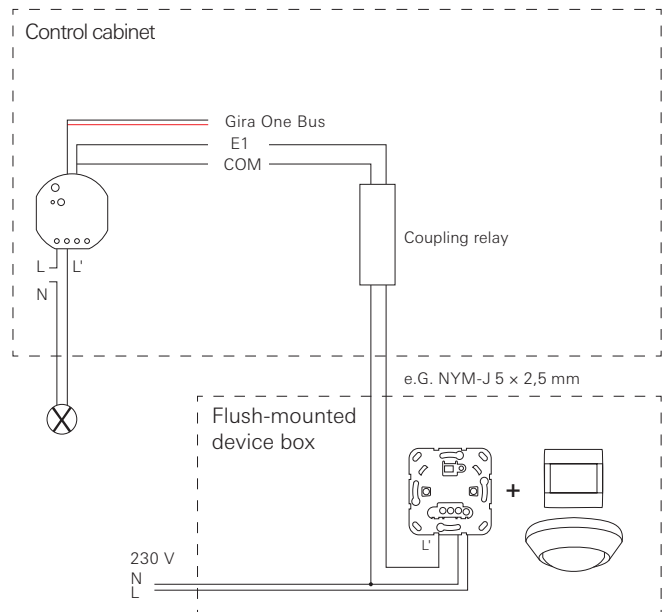 Control cabinet
Gira One Bus
E1
COM
Coupling relay
L
L'
N
e.G. NYM-J 5 × 2,5 mm
Flush-mounted
device box
+
L'
230 V
N
L